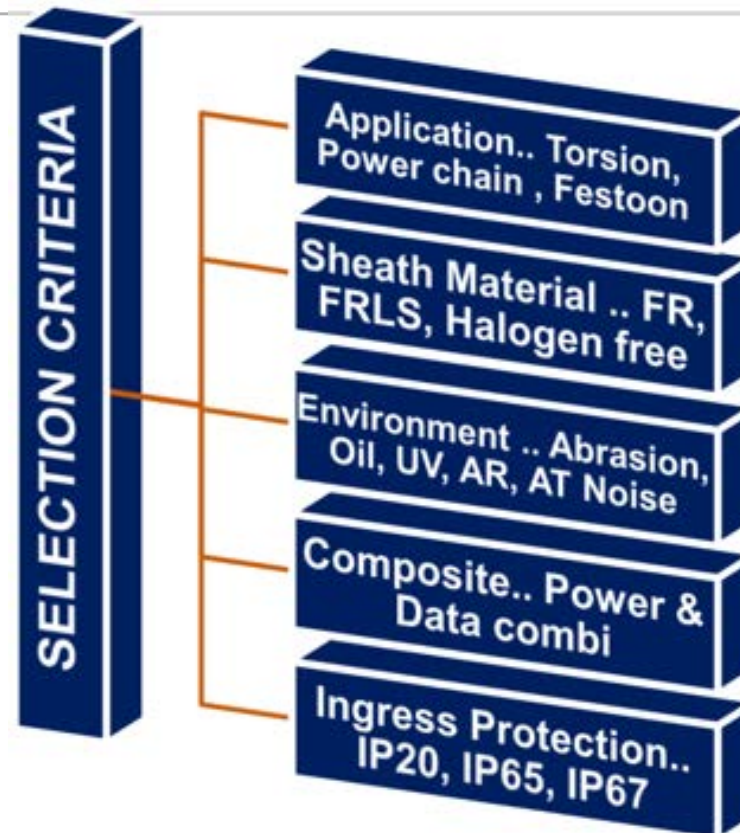 SELECTION CRITERIA
Application.. Torsion,
Power chain , Festoon
Sheath Material .. FR,
FRLS, Halogen free
Environment .. Abrasion,
Oil, UV, AR, AT Noise
Composite.. Power &
Data combi
Ingress Protection..
IP20, IP65, IP67